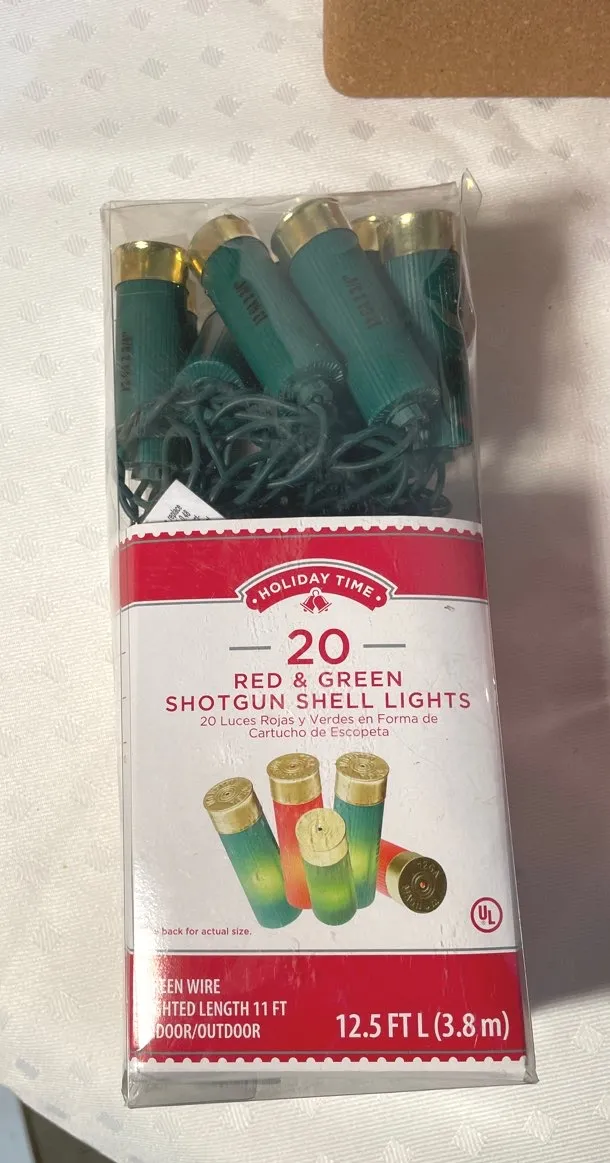 HOLIDAY TIME
20
RED & GREEN
SHOTGUN SHELL LIGHTS
20 Luces Rojas y Verdes en Forma de
Cartucho de Escopeta
back for actual size.
UL
EEN WIRE
HTED LENGTH 11 FT
DOOR/OUTDOOR
12.5 FT L (3.8 m)